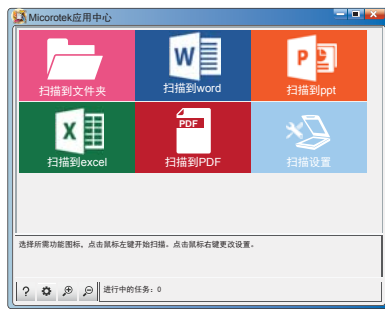 Micorotek应用中心
扫描到文件夹
扫描到word
扫描到ppt
扫描到excel
扫描到PDF
扫描设置
选择所需功能图标，点击鼠标左键开始扫描。点击鼠标右键更改设置。
进行中的任务：0
W
P
X
PDF
?